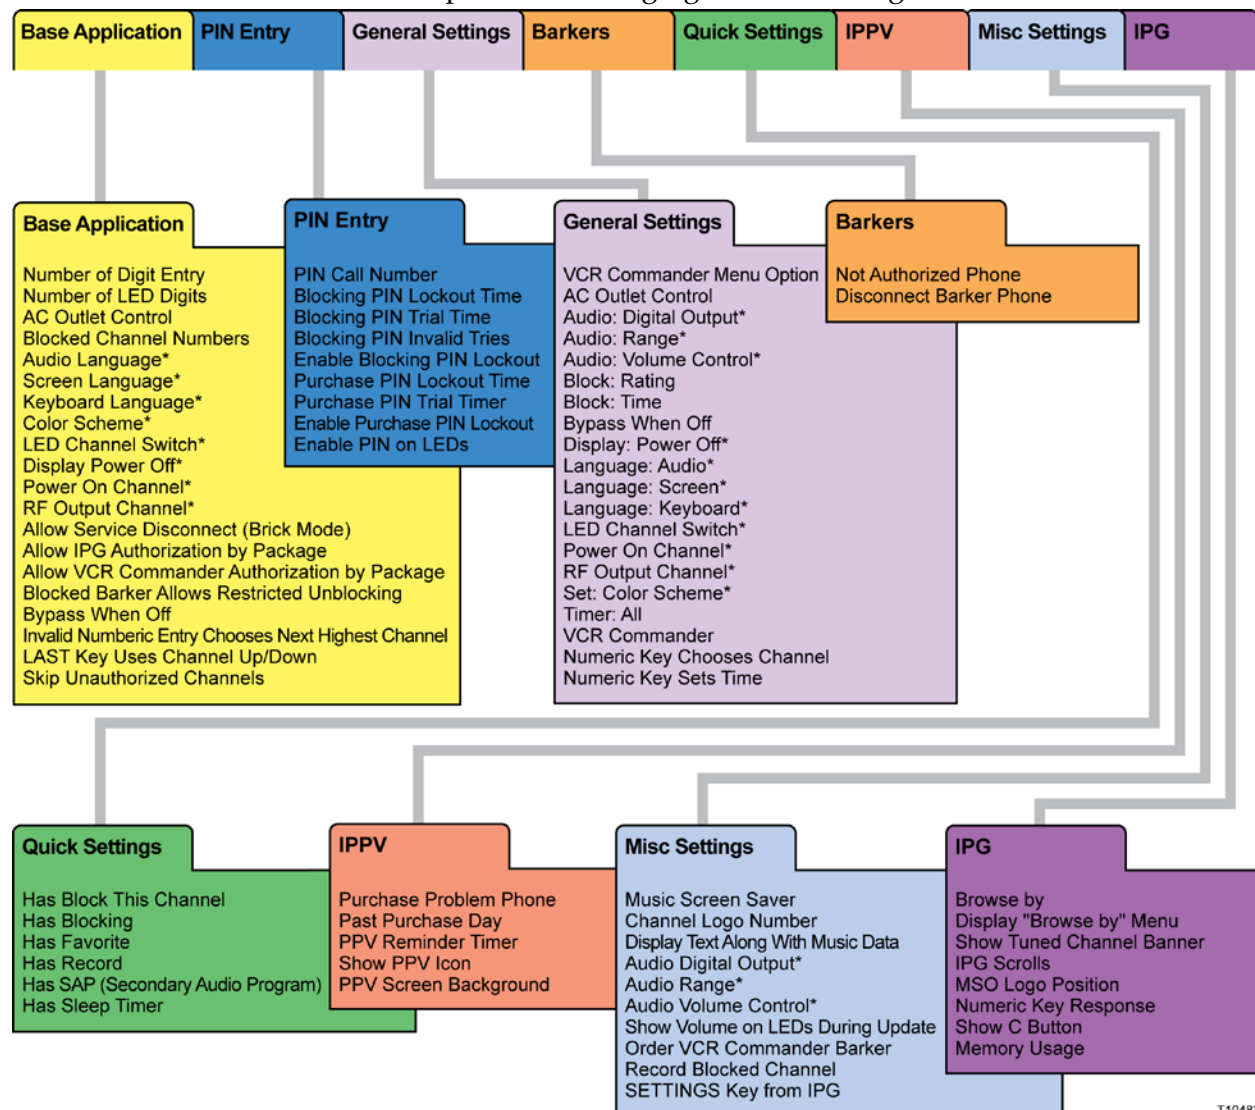 Base Application
PIN Entry
General Settings
Barkers
Quick Settings
IPPV
Misc Settings
IPG
Base Application
Number of Digit Entry
Number of LED Digits
AC Outlet Control
Blocked Channel Numbers
Audio Language*
Screen Language*
Keyboard Language*
Color Scheme*
LED Channel Switch*
Display Power Off*
Power On Channel*
RF Output Channel*
Allow Service Disconnect (Brick Mode)
Allow IPG Authorization by Package
Allow VCR Commander Authorization by Package
Blocked Barker Allows Restricted Unblocking
Bypass When Off
Invalid Numberic Entry Chooses Next Highest Channel
LAST Key Uses Channel Up/Down
Skip Unauthorized Channels
PIN Entry
PIN Call Number
Blocking PIN Lockout Time
Blocking PIN Trial Time
Blocking PIN Invalid Tries
Enable Blocking PIN Lockout
Purchase PIN Lockout Time
Purchase PIN Trial Timer
Enable Purchase PIN Lockout
Enable PIN on LEDs
General Settings
VCR Commander Menu Option
AC Outlet Control
Audio: Digital Output*
Audio: Range*
Audio: Volume Control*
Block: Rating
Block: Time
Bypass When Off
Display: Power Off*
Language: Audio*
Language: Screen*
Language: Keyboard*
LED Channel Switch*
Power On Channel*
RF Output Channel*
Set: Color Scheme*
Timer: All
VCR Commander
Numeric Key Chooses Channel
Numeric Key Sets Time
Barkers
Not Authorized Phone
Disconnect Barker Phone
Quick Settings
Has Block This Channel
Has Blocking
Has Favorite
Has Record
Has SAP (Secondary Audio Program)
Has Sleep Timer
IPPV
Purchase Problem Phone
Past Purchase Day
PPV Reminder Timer
Show PPV Icon
PPV Screen Background
Misc Settings
Music Screen Saver
Channel Logo Number
Display Text Along With Music Data
Audio Digital Output*
Audio Range*
Audio Volume Control*
Show Volume on LEDs During Update
Order VCR Commander Barker
Record Blocked Channel
SETTINGS Key from IPG
IPG
Browse by
Display "Browse by" Menu
Show Tuned Channel Banner
IPG Scrolls
MSO Logo Position
Numeric Key Response
Show C Button
Memory Usage